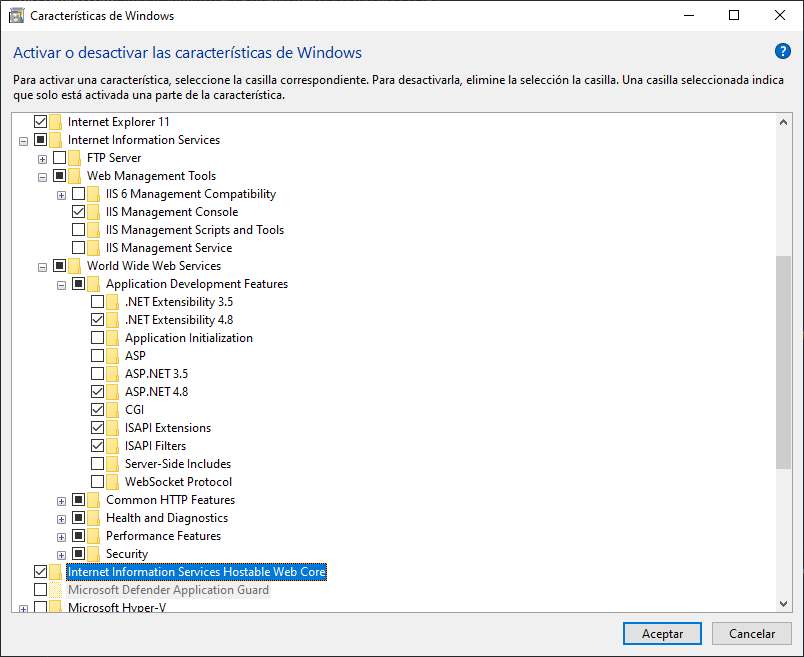 Características de Windows
Activar o desactivar las características de Windows
Para activar una característica, seleccione la casilla correspondiente. Para desactivarla, elimine la selección la casilla. Una casilla seleccionada indica
que solo está activada una parte de la característica.
Internet Explorer 11
Internet Information Services
FTP Server
Web Management Tools
IIS 6 Management Compatibility
IIS Management Console
IIS Management Scripts and Tools
IIS Management Service
World Wide Web Services
Application Development Features
.NET Extensibility 3.5
.NET Extensibility 4.8
Application Initialization
ASP
ASP.NET 3.5
ASP.NET 4.8
CGI
ISAPI Extensions
ISAPI Filters
Server-Side Includes
WebSocket Protocol
Common HTTP Features
Health and Diagnostics
Performance Features
Security
Internet Information Services Hostable Web Core
Microsoft Defender Application Guard
Microsoft Hyper-V
Aceptar
Cancelar